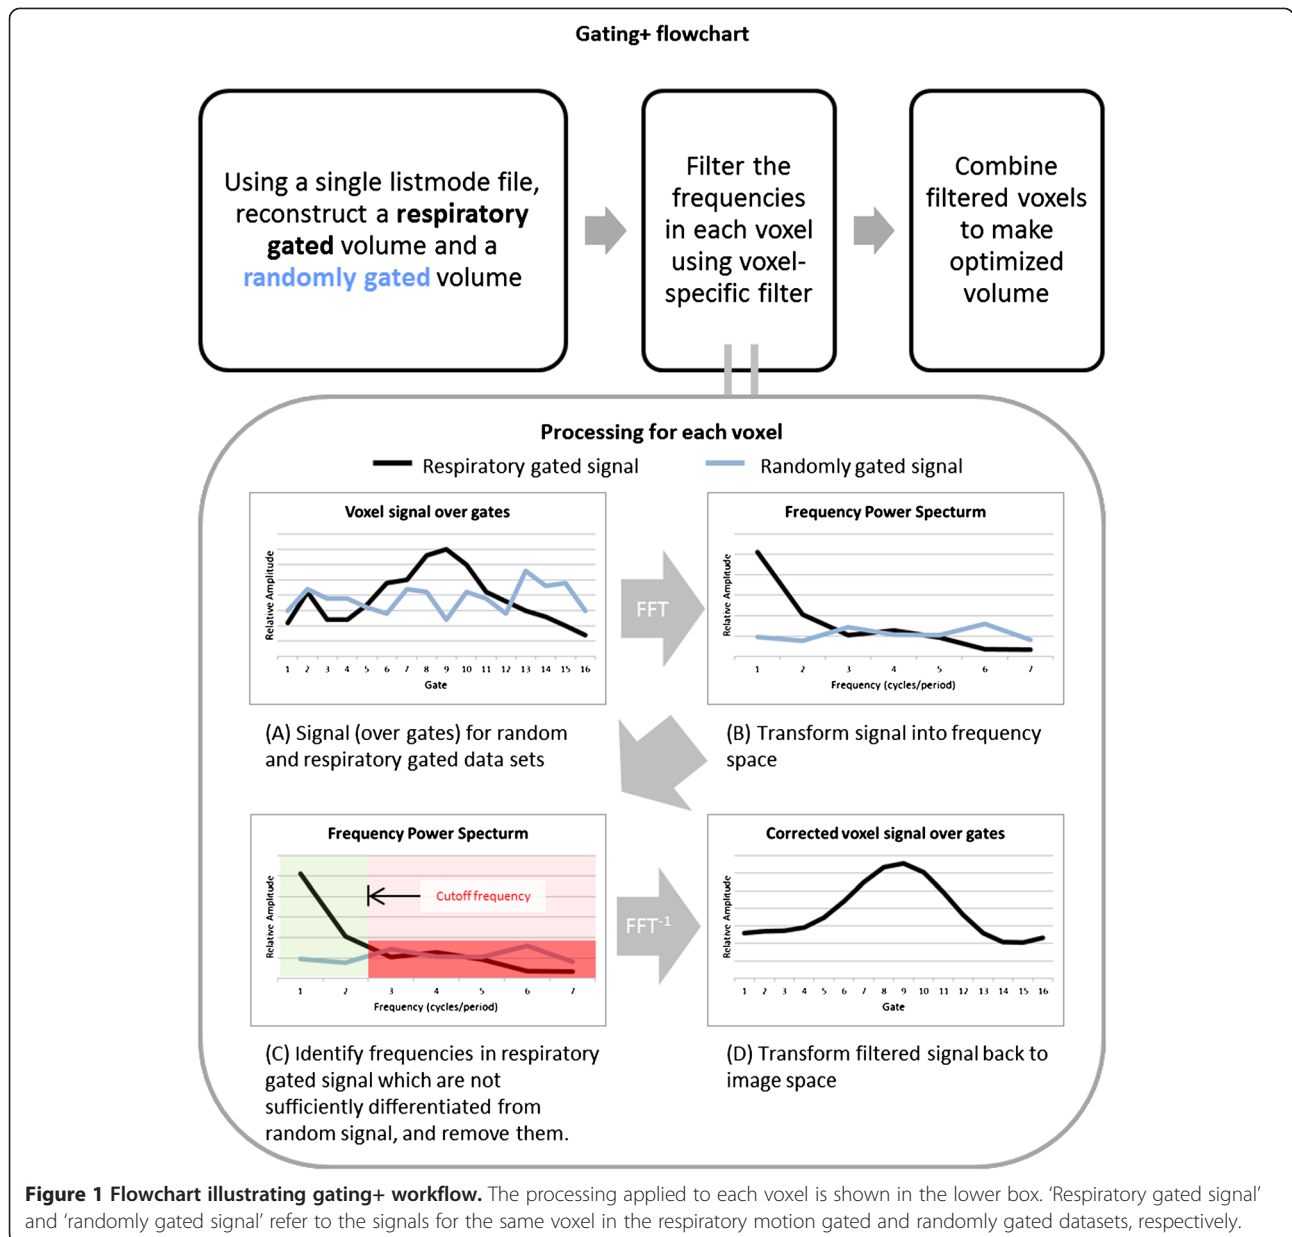 Gating+ flowchart
Using a single listmode file,
reconstruct a respiratory
gated volume and a
randomly gated volume
Filter the
frequencies
in each voxel
using voxel-
specific filter
Combine
filtered voxels
to make
optimized
volume
Processing for each voxel
Respiratory gated signal
Randomly gated signal
Voxel signal over gates
Relative Amplitude
1 2 3 4 5 6 7 8 9 10 11 12 13 14 15 16
Gate
(A) Signal (over gates) for random
and respiratory gated data sets
FFT
Frequency Power Specturm
Relative Amplitude
1 2 3 4 5 6 7
Frequency (cycles/period)
(B) Transform signal into frequency
space
Frequency Power Specturm
Relative Amplitude
Cutoff frequency
1 2 3 4 5 6 7
Frequency (cycles/period)
(C) Identify frequencies in respiratory
gated signal which are not
sufficiently differentiated from
random signal, and remove them.
FFT-1
Corrected voxel signal over gates
Relative Amplitude
1 2 3 4 5 6 7 8 9 10 11 12 13 14 15 16
Gate
(D) Transform filtered signal back to
image space
Figure 1 Flowchart illustrating gating+ workflow. The processing applied to each voxel is shown in the lower box. ‘Respiratory gated signal’
and ‘randomly gated signal’ refer to the signals for the same voxel in the respiratory motion gated and randomly gated datasets, respectively.